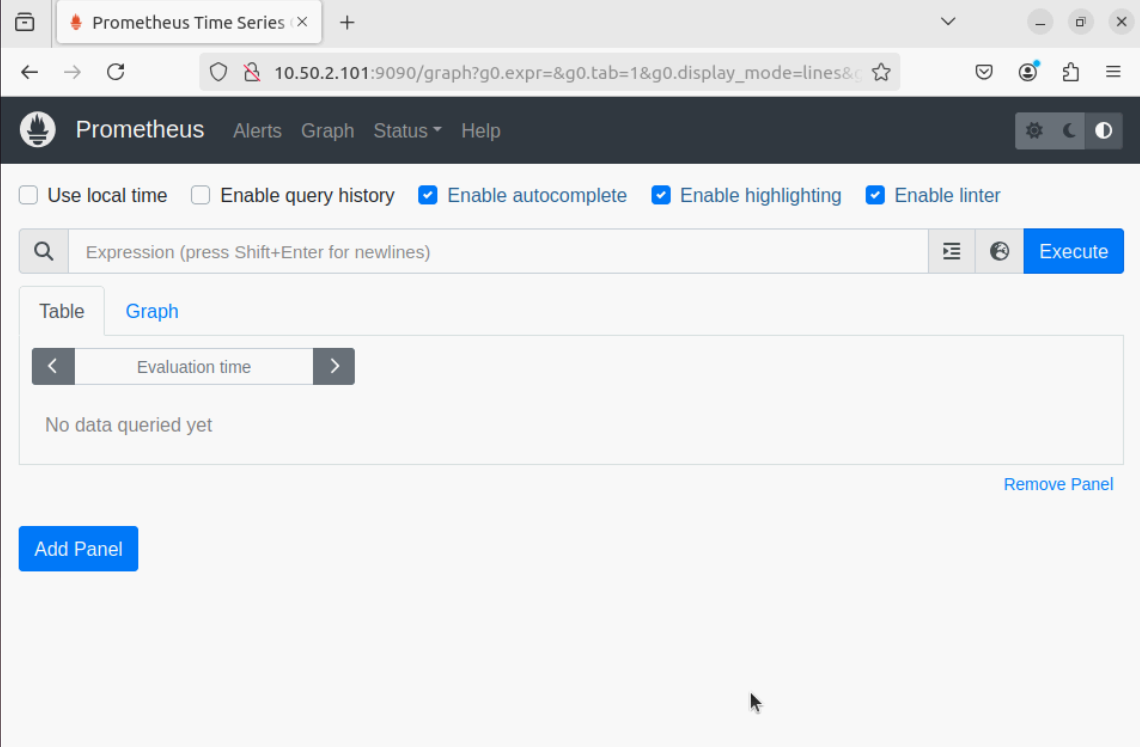 Prometheus Time Series
10.50.2.101:9090/graph?g0.expr=&g0.tab=1&g0.display_mode=lines&g
Prometheus Alerts Graph Status Help
Use local time Enable query history Enable autocomplete Enable highlighting Enable linter
Expression (press Shift+Enter for newlines) Execute
Table Graph
Evaluation time
No data queried yet
Remove Panel
Add Panel